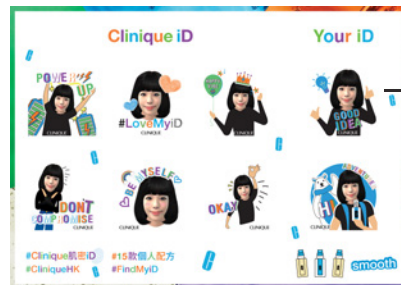 Clinique iD
Your iD
POWER UP
#LoveMyiD
CLINIQUE
CLINIQUE
GOOD IDEA
CLINIQUE
DON'T COMPROMISE
CLINIQUE
BE MYSELF
CLINIQUE
OKAY
CLINIQUE
ADVENTURE
HI
CLINIQUE
#Clinique肌密iD
#15款個人配方
#CliniqueHK
#FindMyiD
smooth